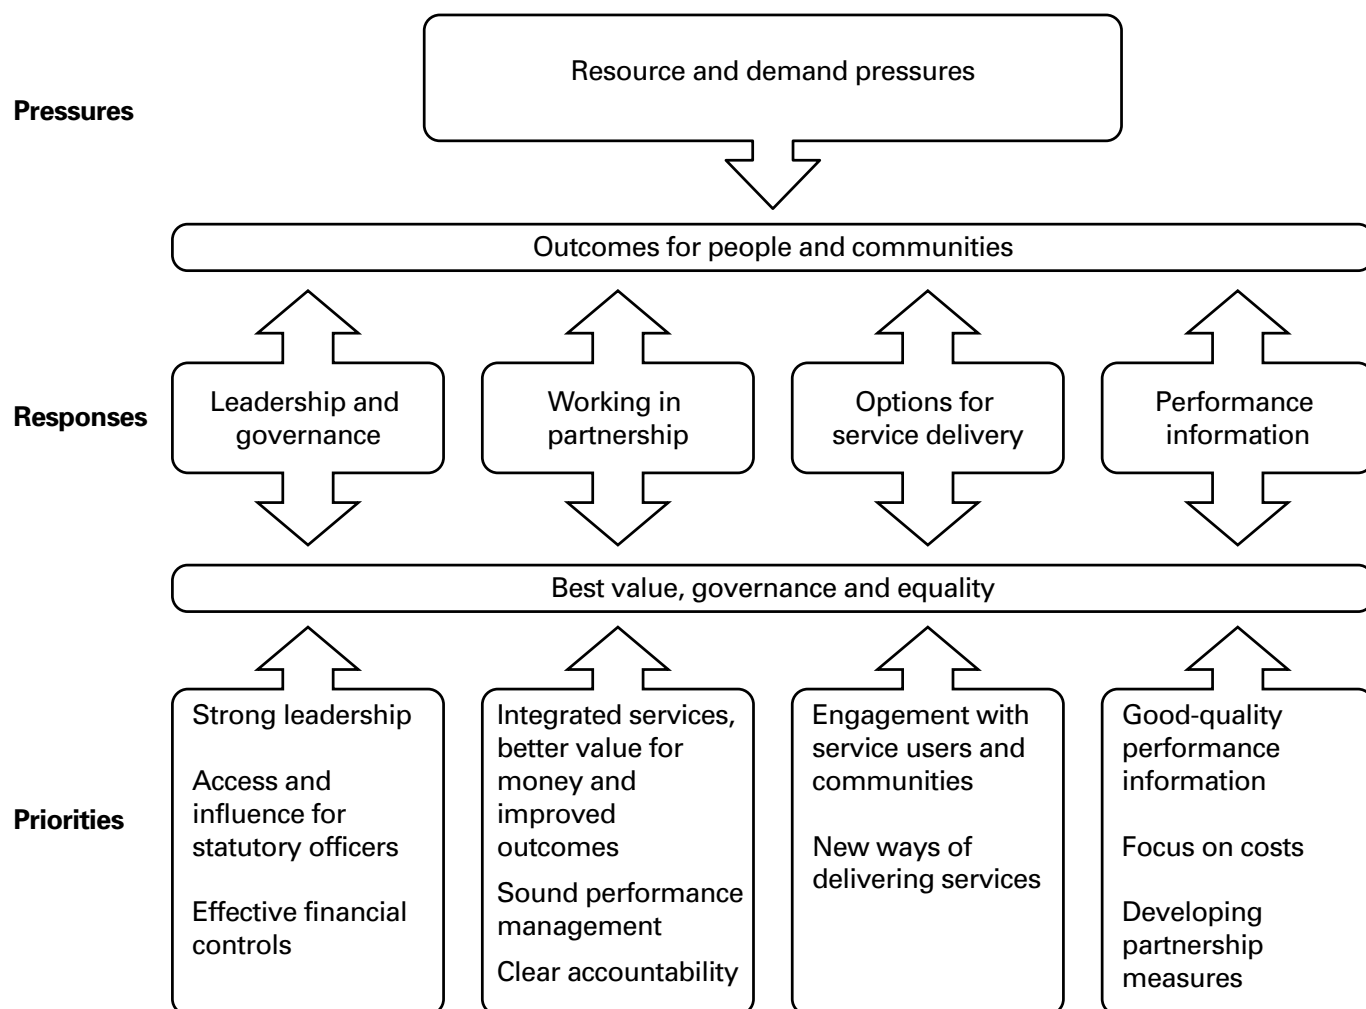 Resource and demand pressures
Pressures
Outcomes for people and communities
Responses
Leadership and
governance
Working in
partnership
Options for
service delivery
Performance
information
Best value, governance and equality
Priorities
Strong leadership
Access and
influence for
statutory officers
Effective financial
controls
Integrated services,
better value for
money and
improved
outcomes
Sound performance
management
Clear accountability
Engagement with
service users and
communities
New ways of
delivering services
Good-quality
performance
information
Focus on costs
Developing
partnership
measures